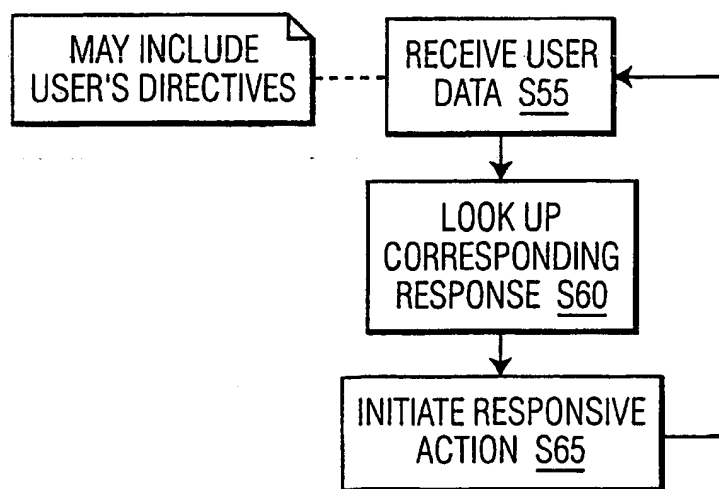 MAY INCLUDE
USER'S DIRECTIVES
RECEIVE USER
DATA S55
LOOK UP
CORRESPONDING
RESPONSE S60
INITIATE RESPONSIVE
ACTION S65